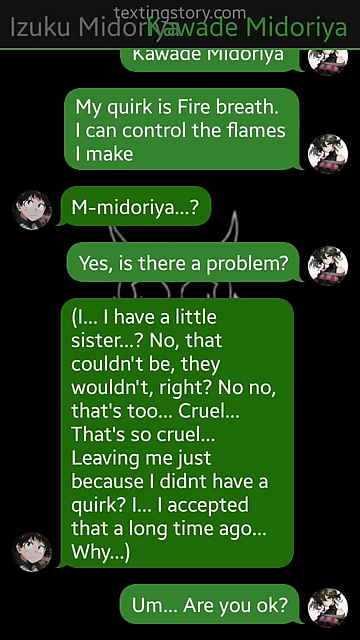 textingstory.com
Izuku Midoriya
Kawade Midoriya
Kawade Midoriya
My quirk is Fire breath.
I can control the flames
I make
M-midoriya...?
Yes, is there a problem?
(I... I have a little
sister...? No, that
couldn't be, they
wouldn't, right? No no,
that's too... Cruel...
That's so cruel...
Leaving me just
because I didnt have a
quirk? I... I accepted
that a long time ago...
Why...)
Um... Are you ok?